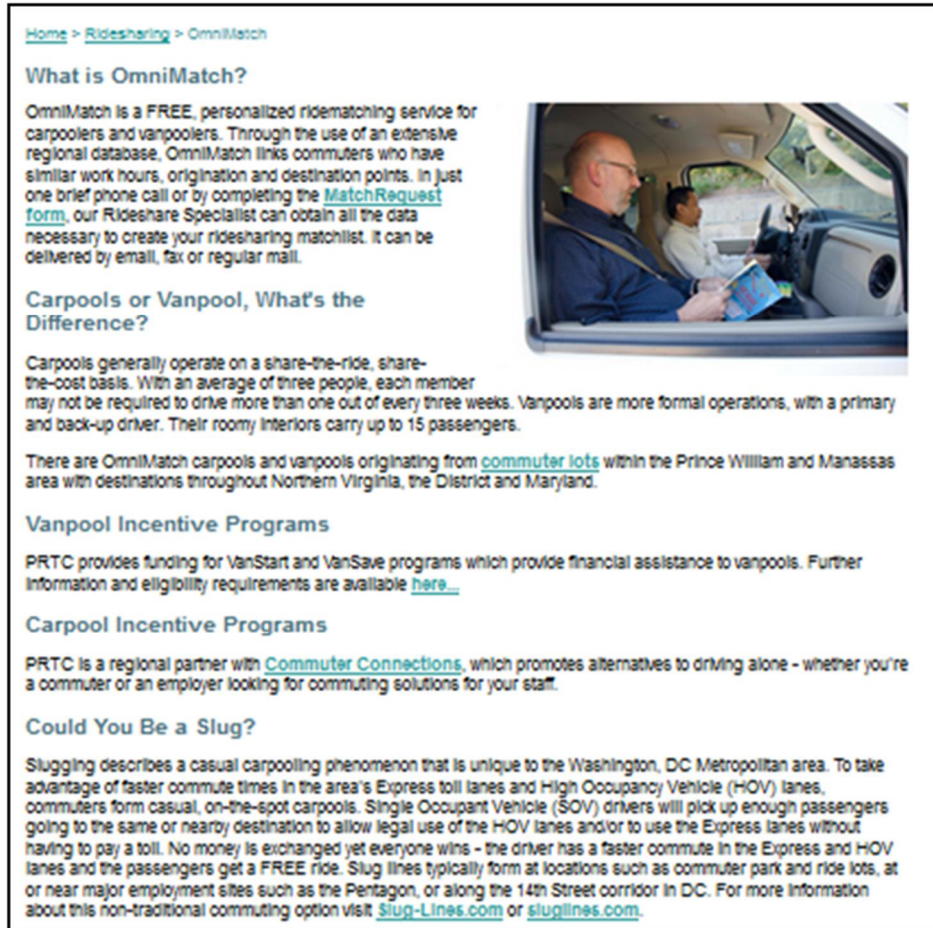 Home > Ridesharing > OmniMatch
What is OmniMatch?
OmniMatch is a FREE, personalized ridematching service for
carpoolers and vanpoolers. Through the use of an extensive
regional database, OmniMatch links commuters who have
similar work hours, origination and destination points. In just
one brief phone call or by completing the MatchRequest
form, our Rideshare Specialist can obtain all the data
necessary to create your ridesharing matchlist. It can be
delivered by email, fax or regular mail.
Carpools or Vanpool, What's the
Difference?
Carpools generally operate on a share-the-ride, share-
the-cost basis. With an average of three people, each member
may not be required to drive more than one out of every three weeks. Vanpools are more formal operations, with a primary
and back-up driver. Their roomy interiors carry up to 15 passengers.
There are OmniMatch carpools and vanpools originating from commuter lots within the Prince William and Manassas
area with destinations throughout Northern Virginia, the District and Maryland.
Vanpool Incentive Programs
PRTC provides funding for VanStart and VanSave programs which provide financial assistance to vanpools. Further
information and eligibility requirements are available here...
Carpool Incentive Programs
PRTC is a regional partner with Commuter Connections, which promotes alternatives to driving alone - whether you're
a commuter or an employer looking for commuting solutions for your staff.
Could You Be a Slug?
Slugging describes a casual carpooling phenomenon that is unique to the Washington, DC Metropolitan area. To take
advantage of faster commute times in the area's Express toll lanes and High Occupancy Vehicle (HOV) lanes,
commuters form casual, on-the-spot carpools. Single Occupant Vehicle (SOV) drivers will pick up enough passengers
going to the same or nearby destination to allow legal use of the HOV lanes and/or to use the Express lanes without
having to pay a toll. No money is exchanged yet everyone wins - the driver has a faster commute in the Express and HOV
lanes and the passengers get a FREE ride. Slug lines typically form at locations such as commuter park and ride lots, at
or near major employment sites such as the Pentagon, or along the 14th Street corridor in DC. For more information
about this non-traditional commuting option visit Slug-Lines.com or sluglines.com.